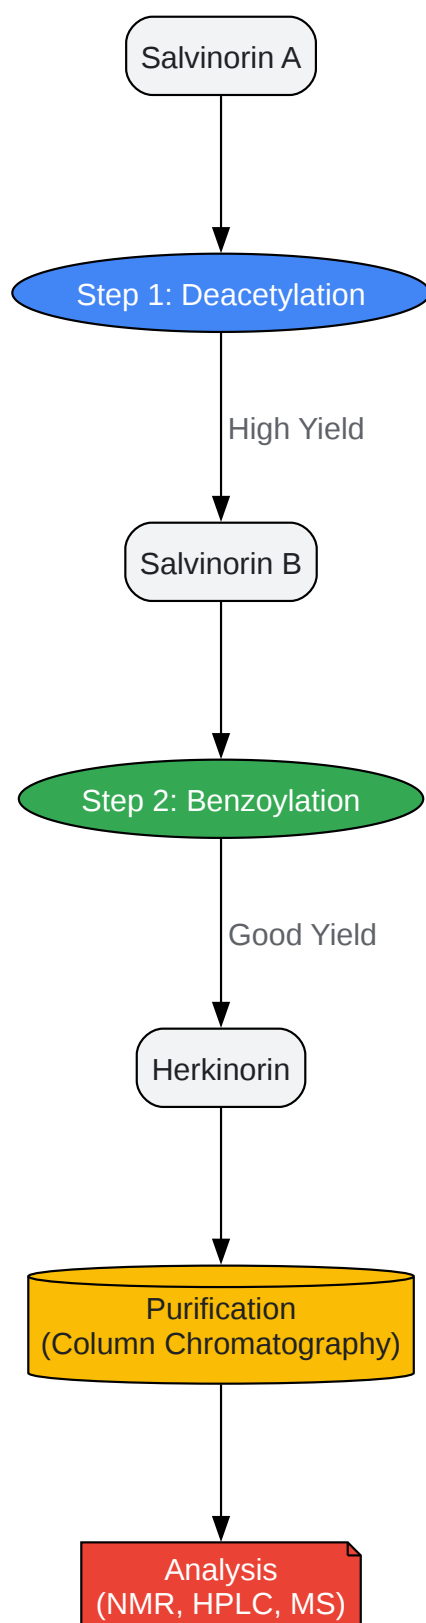 Salvinorin A
Step 1: Deacetylation
High Yield
Salvinorin B
Step 2: Benzoylation
Good Yield
Herkinorin
Purification
(Column Chromatography)
Analysis
(NMR, HPLC, MS)